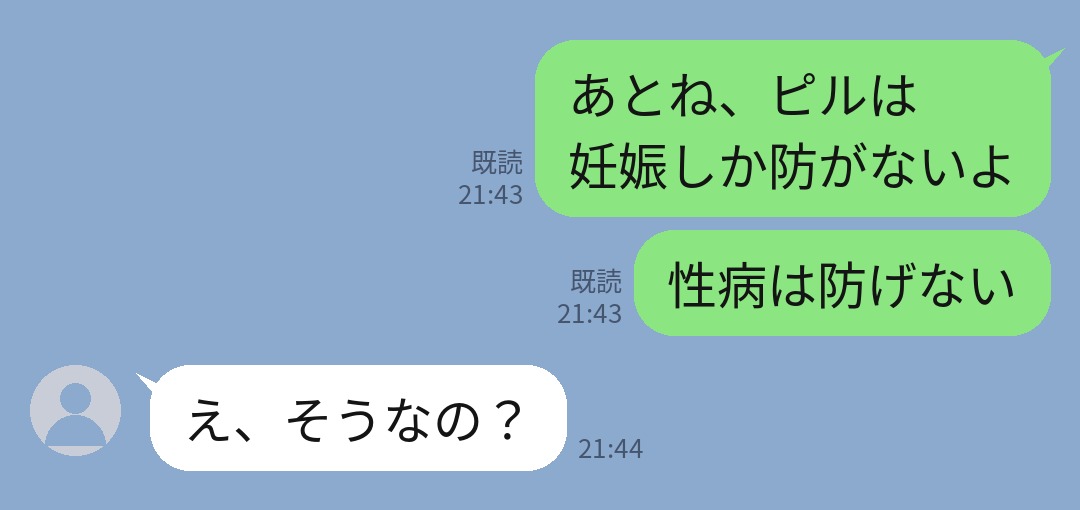 あとね、ピルは
妊娠しか防がないよ
既読
21:43
性病は防げない
既読
21:43
え、そうなの？
21:44